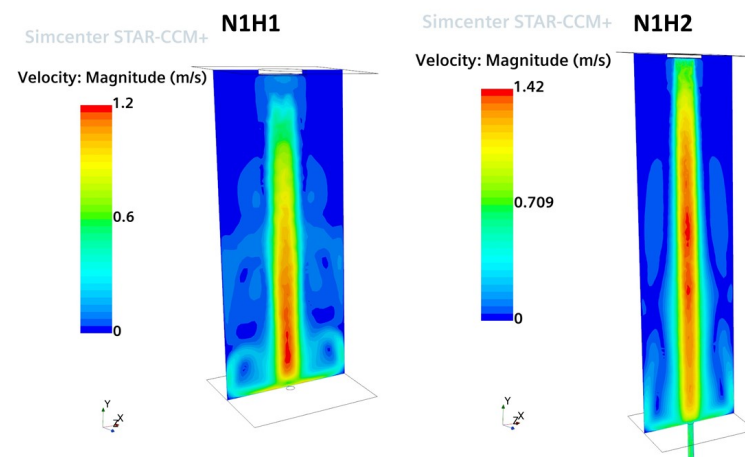 N1H1
Simcenter STAR-CCM+
Velocity: Magnitude (m/s)
1.2
0.6
0
Y
Z X
N1H2
Simcenter STAR-CCM+
Velocity: Magnitude (m/s)
1.42
0.709
0
Y
Z X